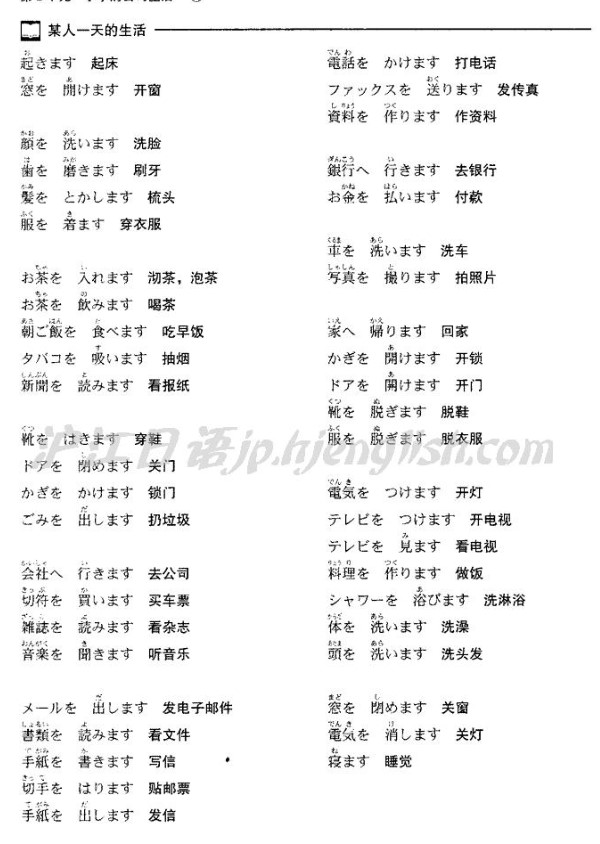 某人一天的生活
起きます 起床
窓を 開けます 开窗
顔を 洗います 洗脸
歯を 磨きます 刷牙
髪を とかします 梳头
服を 着ます 穿衣服
お茶を 入れます 沏茶，泡茶
お茶を 飲みます 喝茶
朝ご飯を 食べます 吃早饭
タバコを 吸います 抽烟
新聞を 読みます 看报纸
靴を はきます 穿鞋
ドアを 閉めます 关门
かぎを かけます 锁门
ごみを 出します 扔垃圾
会社へ 行きます 去公司
切符を 買います 买车票
雑誌を 読みます 看杂志
音楽を 聞きます 听音乐
メールを 出します 发电子邮件
書類を 読みます 看文件
手紙を 書きます 写信
切手を はります 贴邮票
手紙を 出します 发信
電話を かけます 打电话
ファックスを 送ります 发传真
資料を 作ります 作资料
銀行へ 行きます 去银行
お金を 払います 付款
車を 洗います 洗车
写真を 撮ります 拍照片
家へ 帰ります 回家
かぎを 開けます 开锁
ドアを 開けます 开门
靴を 脱ぎます 脱鞋
服を 脱ぎます 脱衣服
電気を つけます 开灯
テレビを つけます 开电视
テレビを 見ます 看电视
料理を 作ります 做饭
シャワーを 浴びます 洗淋浴
体を 洗います 洗澡
頭を 洗います 洗头发
窓を 閉めます 关窗
電気を 消します 关灯
寝ます 睡觉
沪江日语jp.hjenglish.com